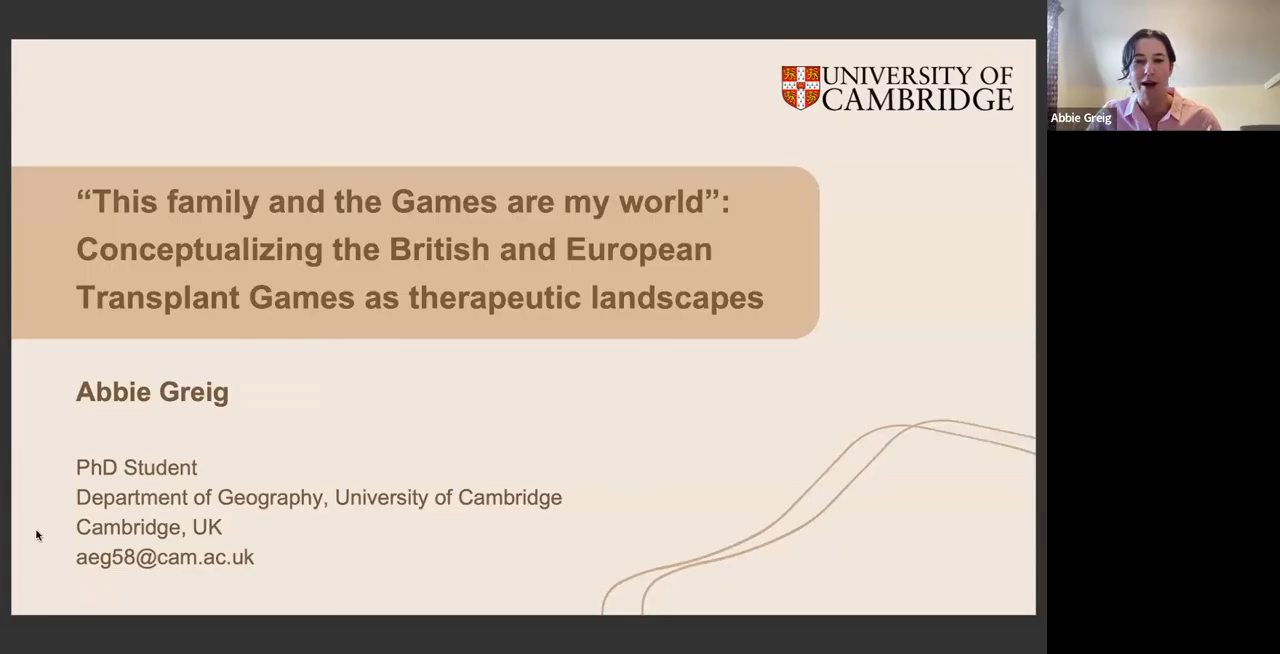 UNIVERSITY OF
CAMBRIDGE
“This family and the Games are my world”:
Conceptualizing the British and European
Transplant Games as therapeutic landscapes
Abbie Greig
PhD Student
Department of Geography, University of Cambridge
Cambridge, UK
aeg58@cam.ac.uk
Abbie Greig